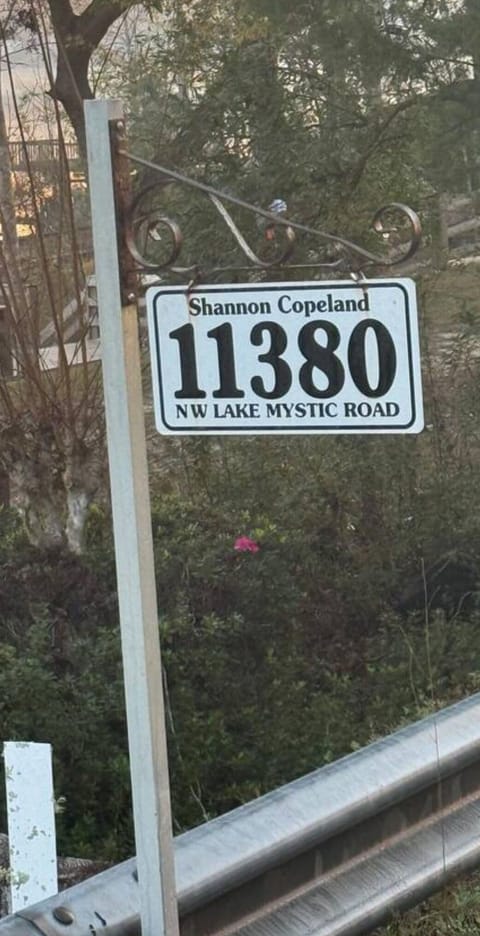 Shannon Copeland
11380
NW LAKE MYSTIC ROAD